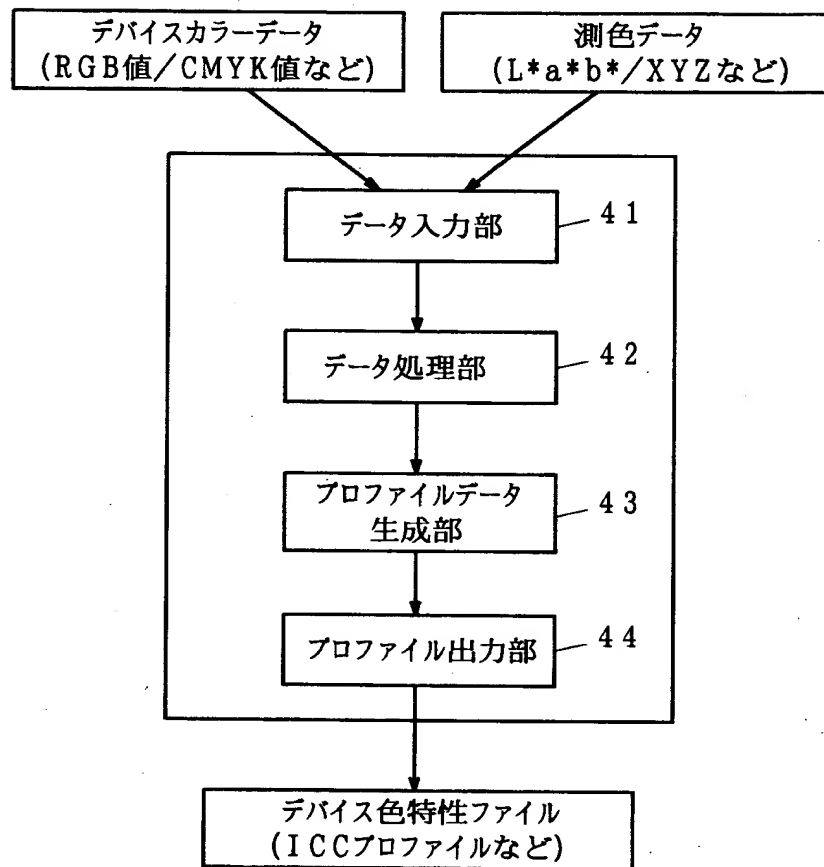 デバイスカラーデータ
(RGB値/CMYK値など)
測色データ
(L*a*b*/XYZなど)
データ入力部
41
データ処理部
42
プロファイルデータ
生成部
43
プロファイル出力部
44
デバイス色特性ファイル
(ICCプロファイルなど)